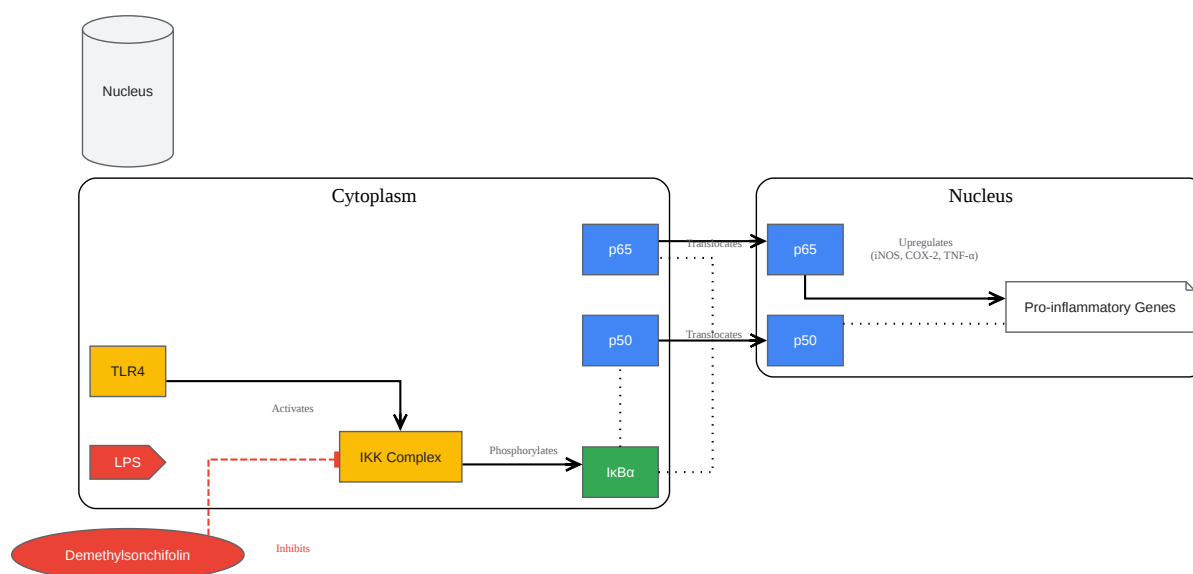 Nucleus
Cytoplasm
Nucleus
p65
Translocates
p65
Upregulates
(iNOS, COX-2, TNF-α)
Pro-inflammatory Genes
p50
Translocates
p50
TLR4
Activates
LPS
IKK Complex
Phosphorylates
IκBα
Demethylsonchifolin
Inhibits